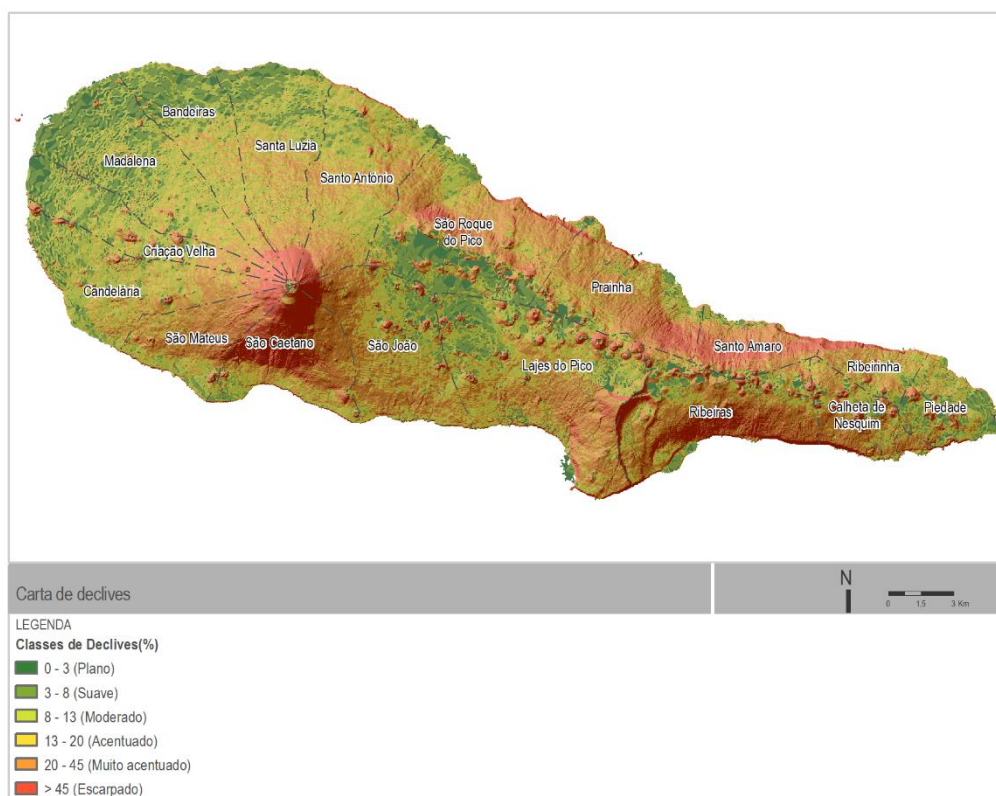 Bandeiras
Santa Luzia
Madalena
Santo António
São Roque
do Pico
Criação Velha
Prainha
Candelária
São Mateus
São Caetano
São João
Santo Amaro
Lajes do Pico
Ribeirinha
Ribeiras
Calheta de
Nesquim
Piedade
Carta de declives
N
0 1.5 3 Km
LEGENDA
Classes de Declives(%)
0 - 3 (Plano)
3 - 8 (Suave)
8 - 13 (Moderado)
13 - 20 (Acentuado)
20 - 45 (Muito acentuado)
> 45 (Escarpado)